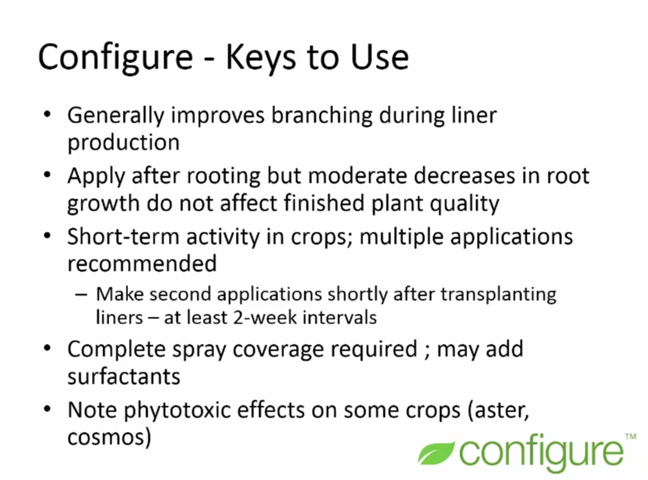 Configure - Keys to Use
• Generally improves branching during liner
production
• Apply after rooting but moderate decreases in root
growth do not affect finished plant quality
• Short-term activity in crops; multiple applications
recommended
– Make second applications shortly after transplanting
liners – at least 2-week intervals
• Complete spray coverage required ; may add
surfactants
• Note phytotoxic effects on some crops (aster,
cosmos)
configure™